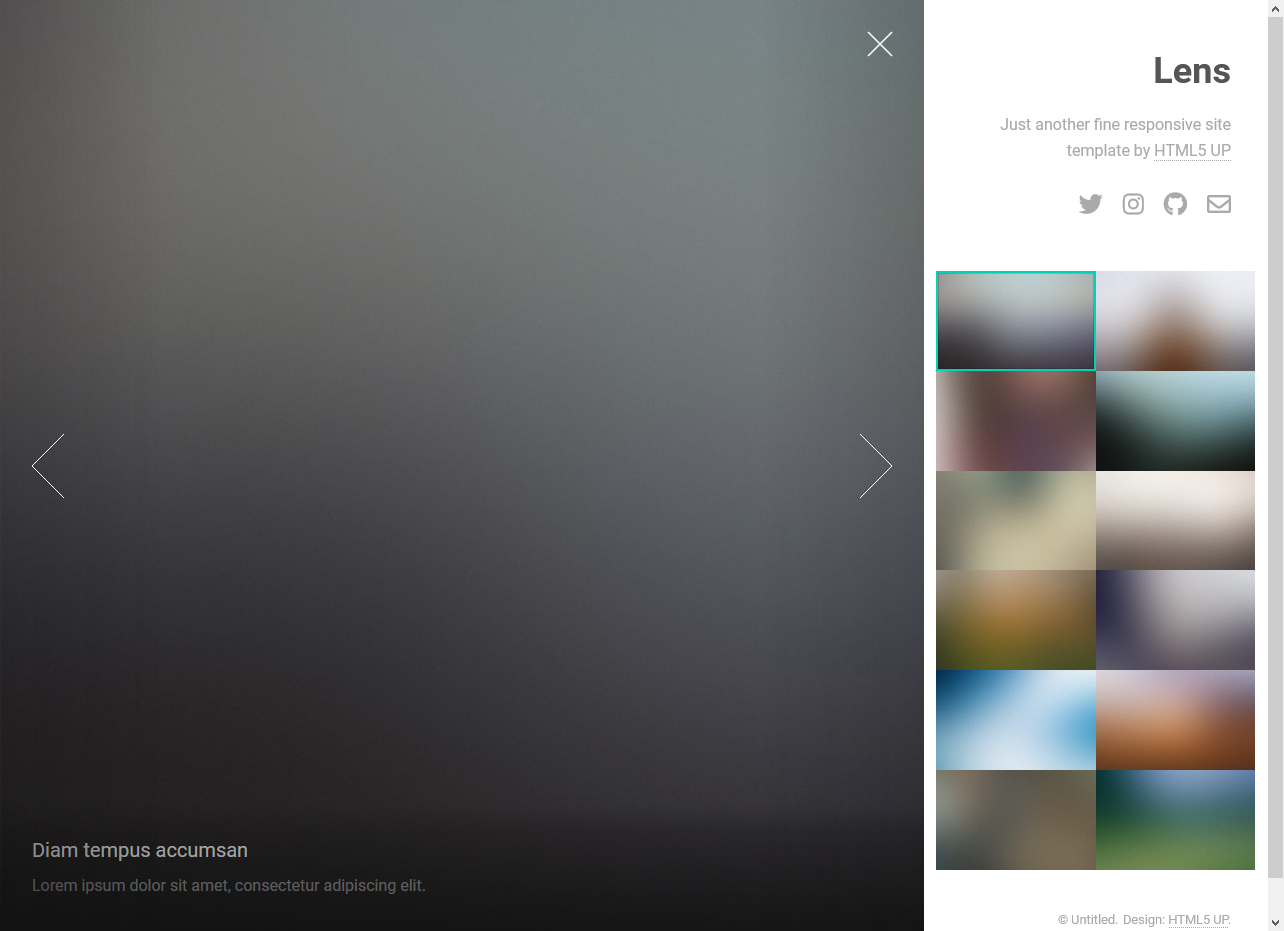 Lens
Just another fine responsive site
template by HTML5 UP
Diam tempus accumsan
Lorem ipsum dolor sit amet, consectetur adipiscing elit.
© Untitled. Design: HTML5 UP.